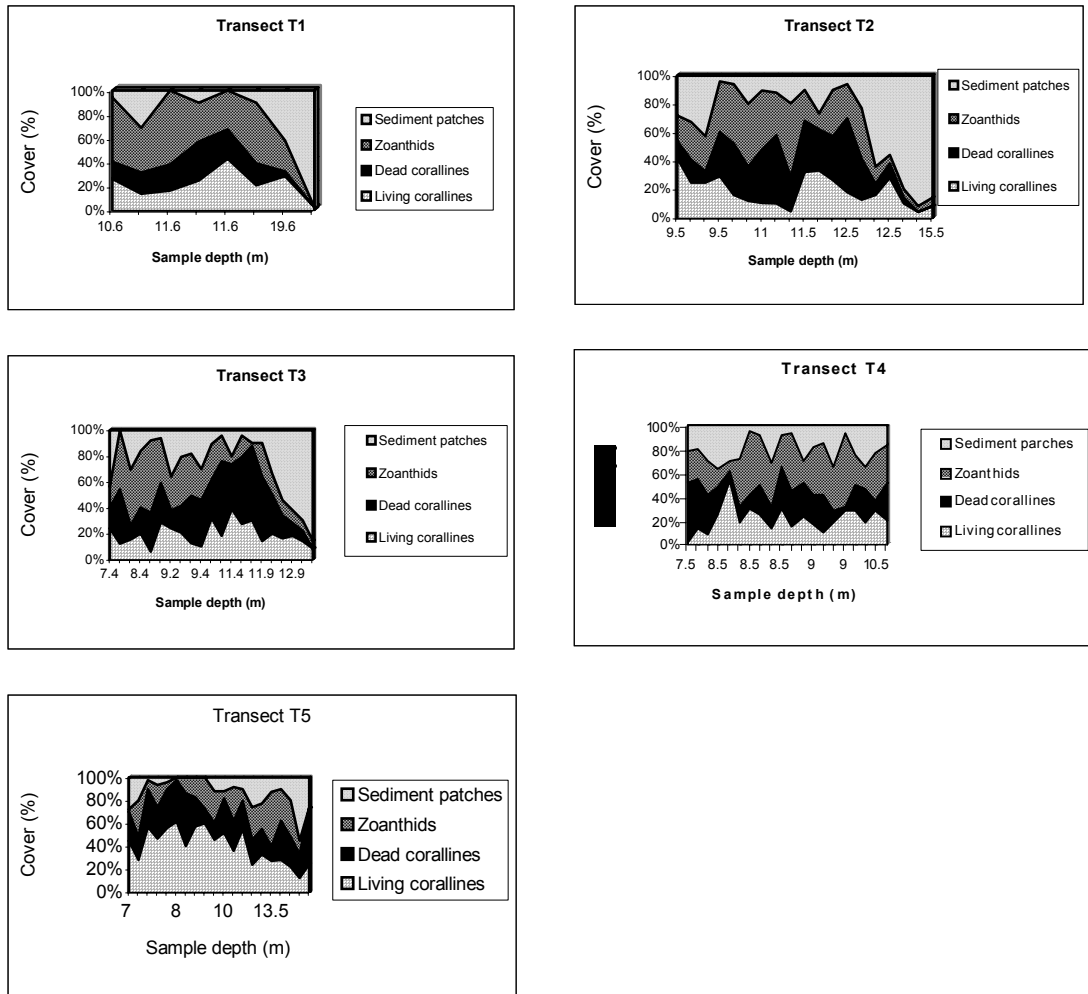 Transect T1
100%
80%
60%
40%
20%
0%
Cover (%)
10.6 11.6 11.6 19.6
Sample depth (m)
Sediment patches
Zoanthids
Dead corallines
Living corallines
Transect T2
100%
80%
60%
40%
20%
0%
Cover (%)
9.5 9.5 11 11.5 12.5 12.5 15.5
Sample depth (m)
Sediment patches
Zoanthids
Dead corallines
Living corallines
Transect T3
100%
80%
60%
40%
20%
0%
Cover (%)
7.4 8.4 9.2 9.4 11.4 11.9 12.9
Sample depth (m)
Sediment patches
Zoanthids
Dead corallines
Living corallines
Transect T4
100%
80%
60%
40%
20%
0%
7.5 8.5 8.5 8.5 9 9 10.5
Sample depth (m)
Sediment parches
Zoanthids
Dead corallines
Living corallines
Transect T5
100%
80%
60%
40%
20%
0%
Cover (%)
7 8 10 13.5
Sample depth (m)
Sediment patches
Zoanthids
Dead corallines
Living corallines